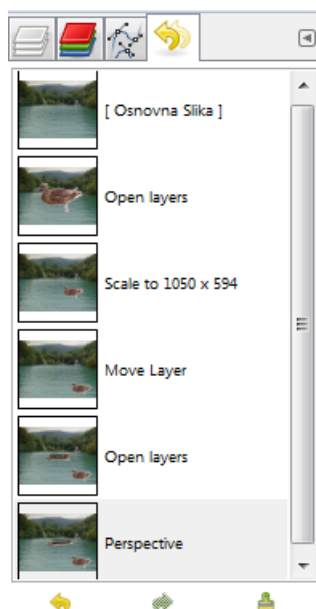 [ Osnovna Slika ]
Open layers
Scale to 1050 x 594
Move Layer
Open layers
Perspective